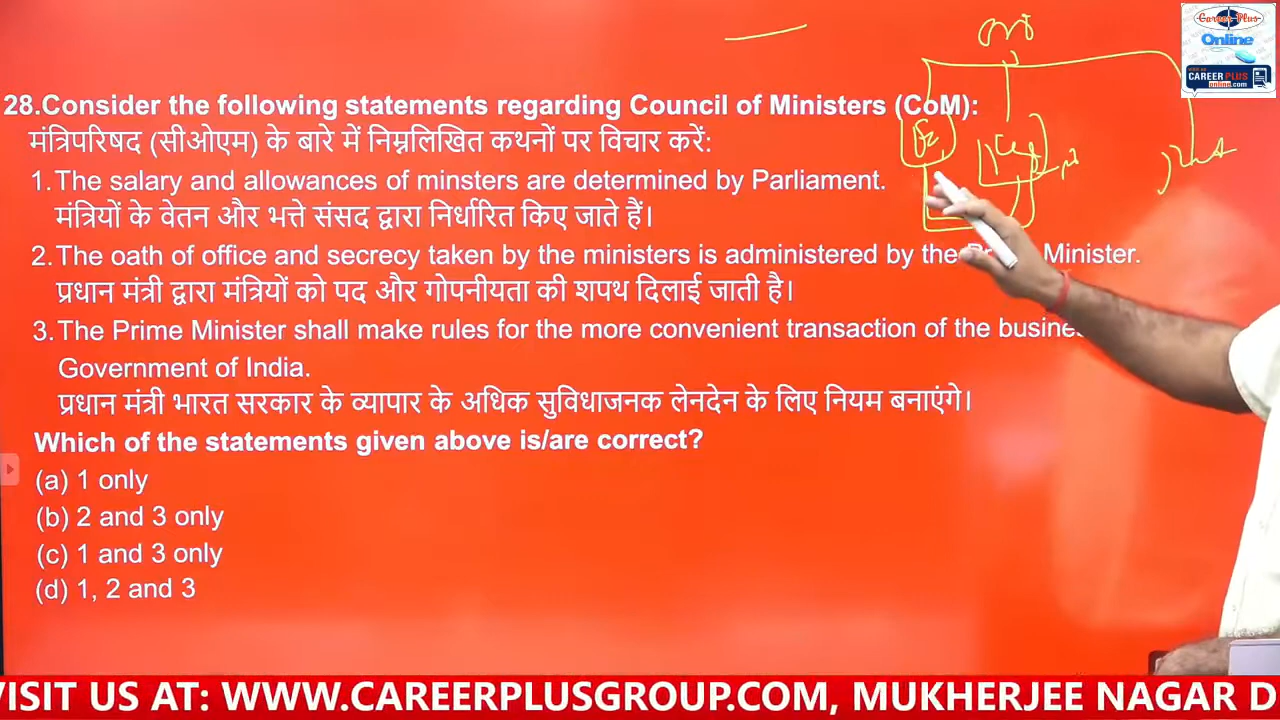 Career Plus
Online
CAREER PLUS
online.com
28.Consider the following statements regarding Council of Ministers (CoM):
मंत्रिपरिषद (सीओएम) के बारे में निम्नलिखित कथनों पर विचार करें:
1. The salary and allowances of minsters are determined by Parliament.
मंत्रियों के वेतन और भत्ते संसद द्वारा निर्धारित किए जाते हैं।
2. The oath of office and secrecy taken by the ministers is administered by the Minister.
प्रधान मंत्री द्वारा मंत्रियों को पद और गोपनीयता की शपथ दिलाई जाती है।
3. The Prime Minister shall make rules for the more convenient transaction of the
Government of India.
प्रधान मंत्री भारत सरकार के व्यापार के अधिक सुविधाजनक लेनदेन के लिए नियम बनाएंगे।
Which of the statements given above is/are correct?
(a) 1 only
(b) 2 and 3 only
(c) 1 and 3 only
(d) 1, 2 and 3
VISIT US AT: WWW.CAREERPLUSGROUP.COM, MUKHERJEE NAGAR D